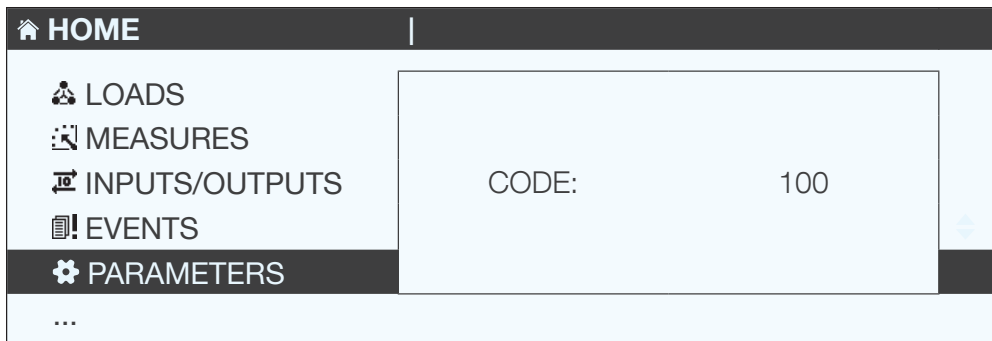 HOME |
LOADS
MEASURES
INPUTS/OUTPUTS
CODE: 100
EVENTS
PARAMETERS
...